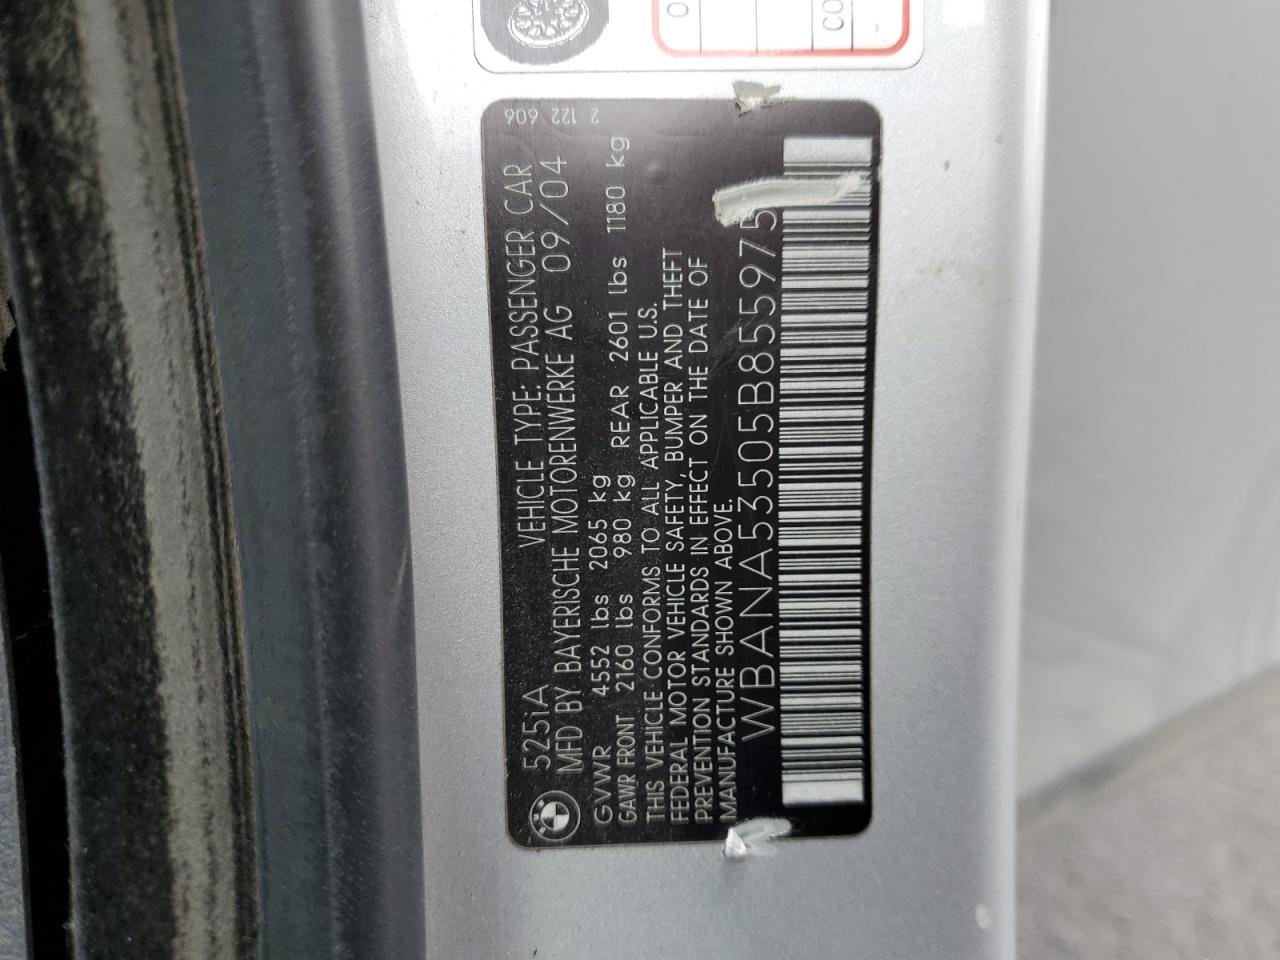 2 122 606
525iA VEHICLE TYPE: PASSENGER CAR
MFD BY BAYERISCHE MOTORENWERKE AG 09/04
GVWR 4552 lbs 2065 kg
GAWR FRONT 2160 lbs 980 kg REAR 2601 lbs 1180 kg
THIS VEHICLE CONFORMS TO ALL APPLICABLE U.S.
FEDERAL MOTOR VEHICLE SAFETY, BUMPER AND THEFT
PREVENTION STANDARDS IN EFFECT ON THE DATE OF
MANUFACTURE SHOWN ABOVE.
WBANA53505B855975